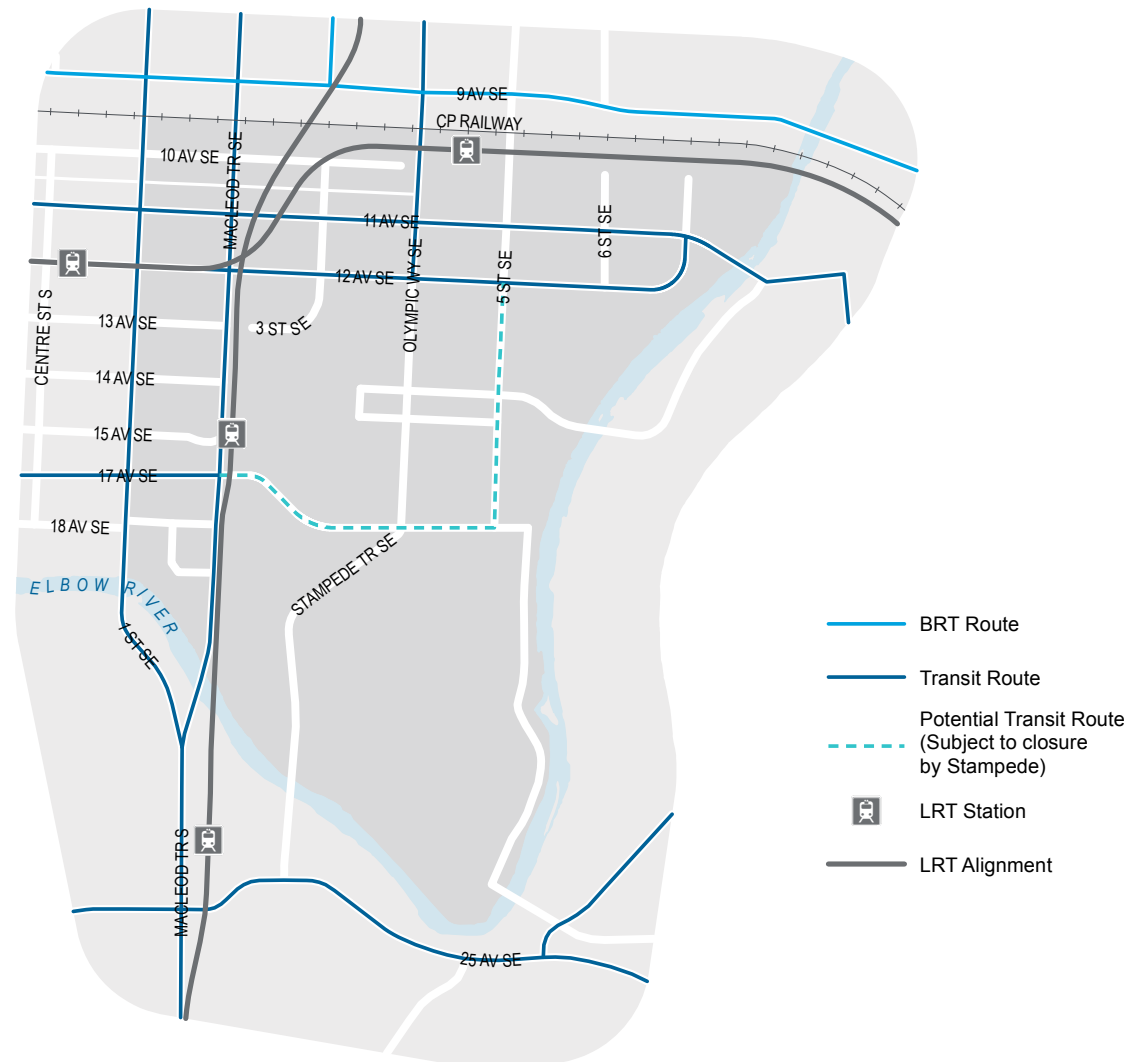 9 AV SE
CP RAILWAY
10 AV SE
MACLEOD TR SE
11 AV SE
6 ST SE
12 AV SE
5 ST SE
OLYMPIC WY SE
CENTRE ST S
13 AV SE
3 ST SE
14 AV SE
15 AV SE
17 AV SE
18 AV SE
STAMPEDE TR SE
ELBOW RIVER
1 ST SE
MACLEOD TR S
25 AV SE
BRT Route
Transit Route
Potential Transit Route
(Subject to closure
by Stampede)
LRT Station
LRT Alignment